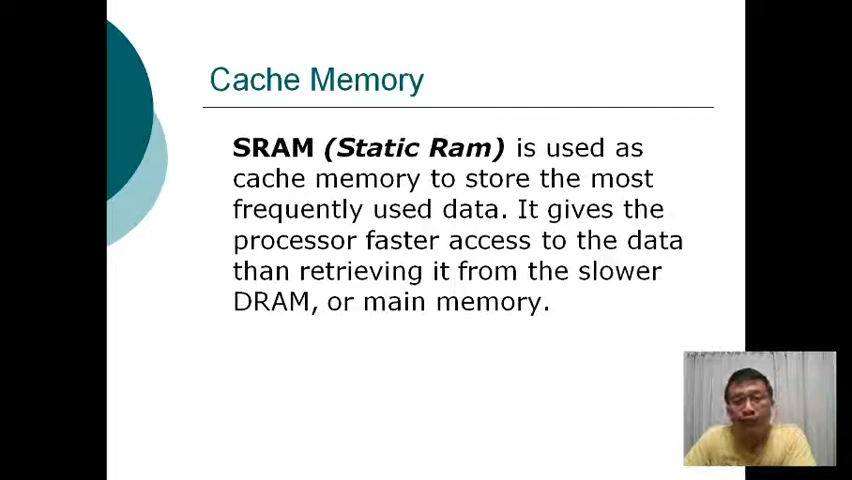 Cache Memory
SRAM (Static Ram) is used as
cache memory to store the most
frequently used data. It gives the
processor faster access to the data
than retrieving it from the slower
DRAM, or main memory.